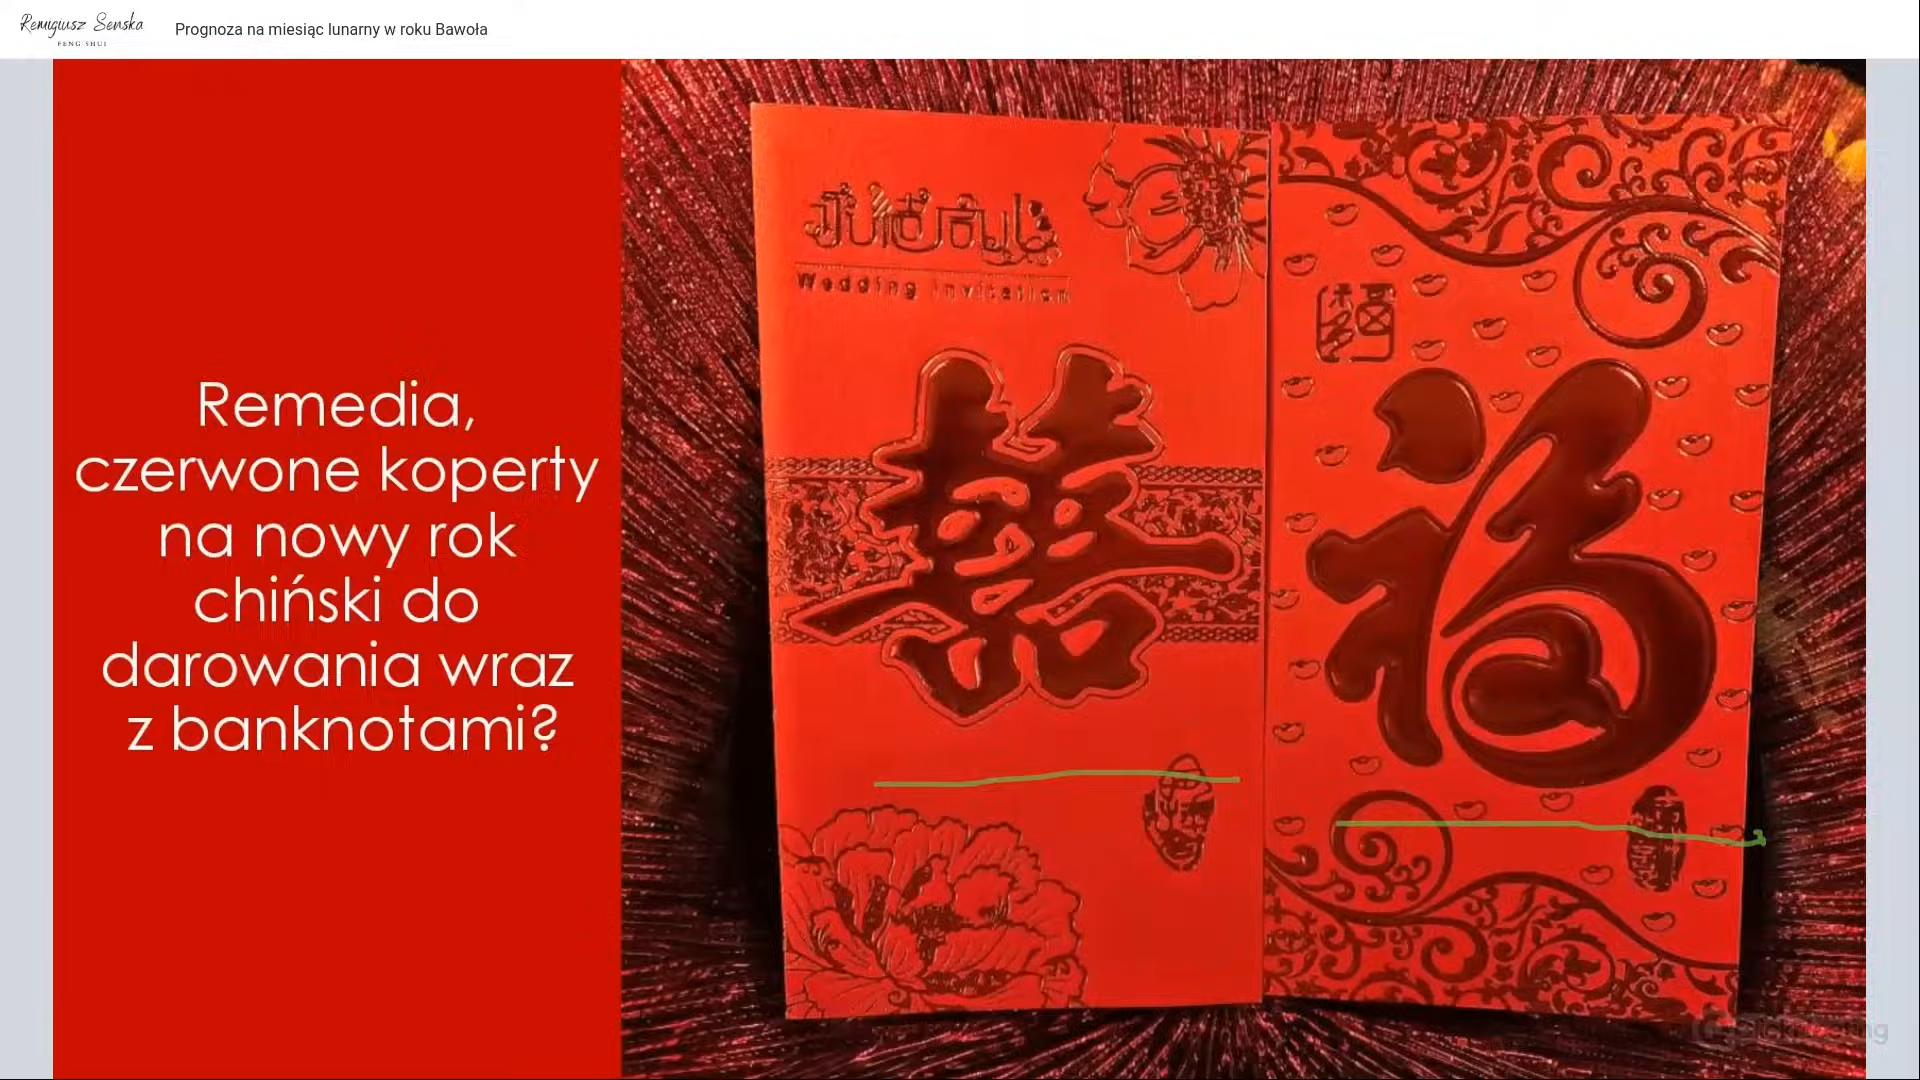 Remigiusz Senska
FENG SHUI
Prognoza na miesiąc lunarny w roku Bawoła
Remedia,
czerwone koperty
na nowy rok
chiński do
darowania wraz
z banknotami?
Wedding invitation
囍
福
福